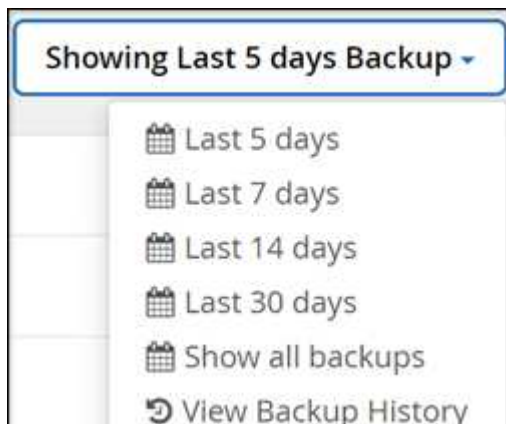 Showing Last 5 days Backup
Last 5 days
Last 7 days
Last 14 days
Last 30 days
Show all backups
View Backup History